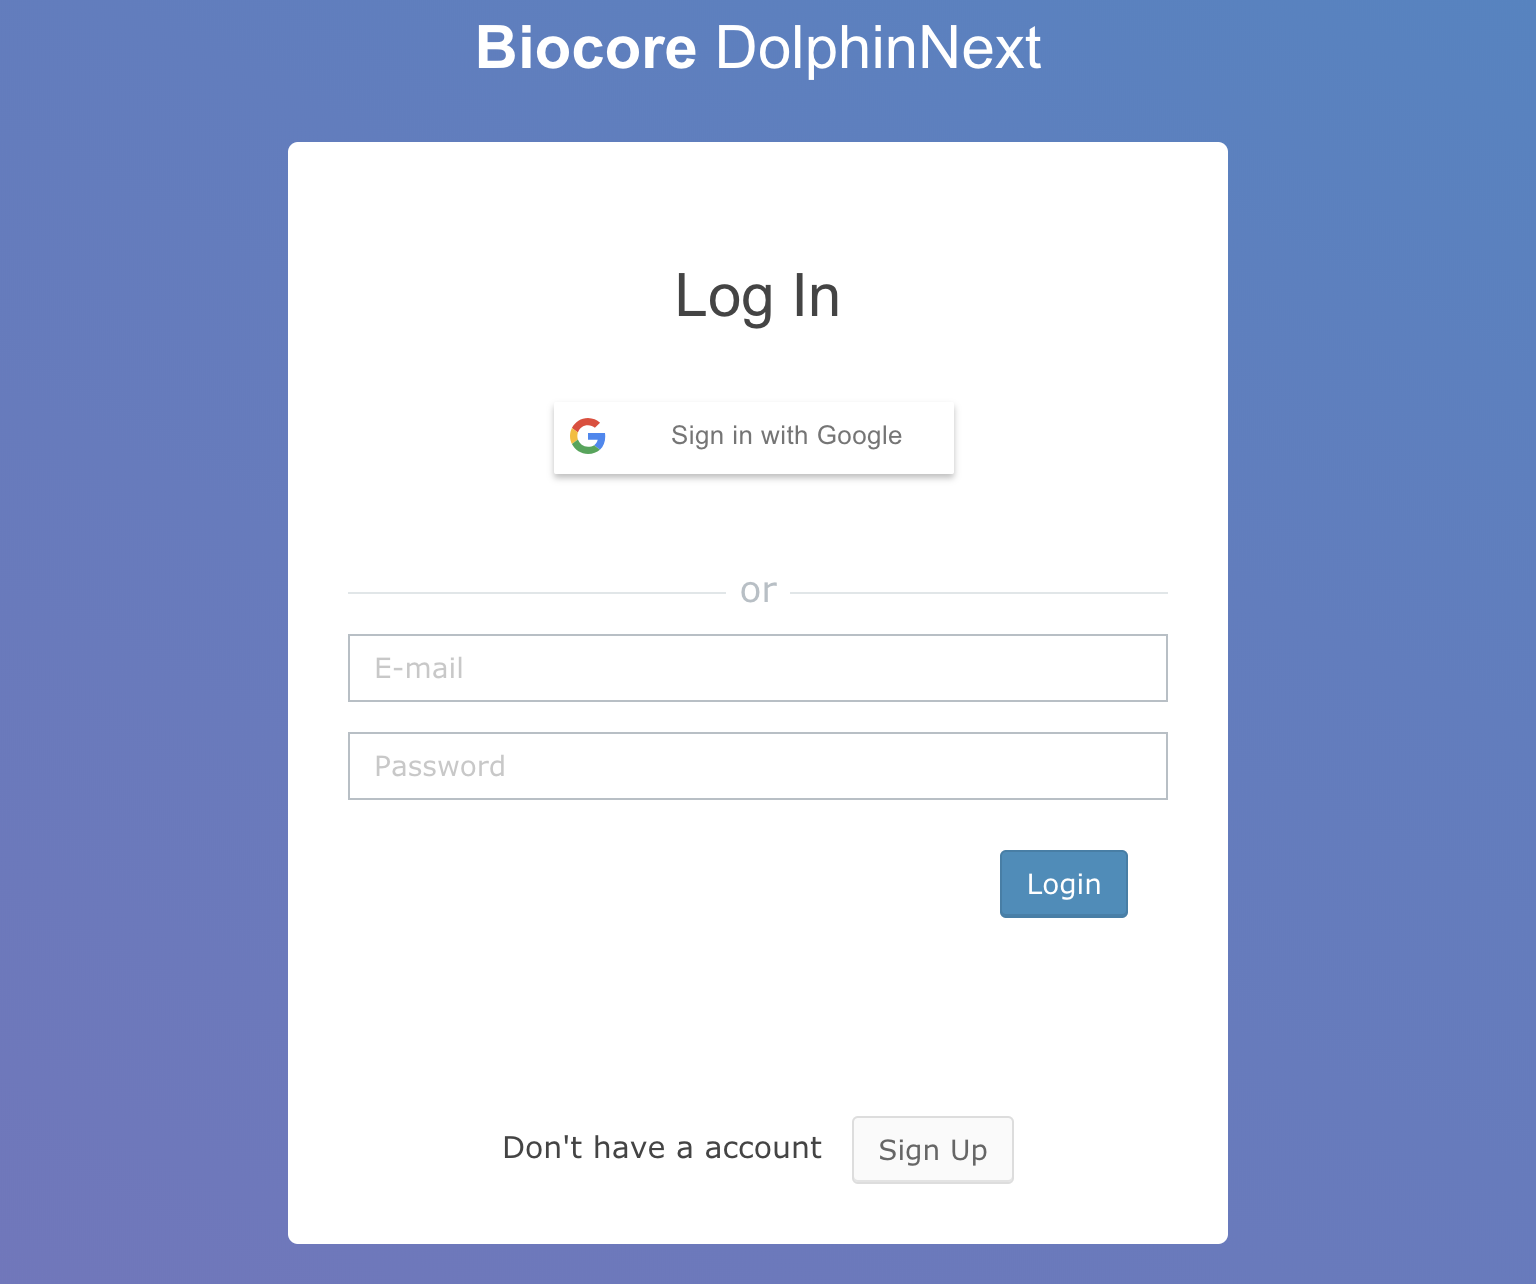 Biocore DolphinNext
Log In
Sign in with Google
or
E-mail
Password
Login
Don't have a account
Sign Up